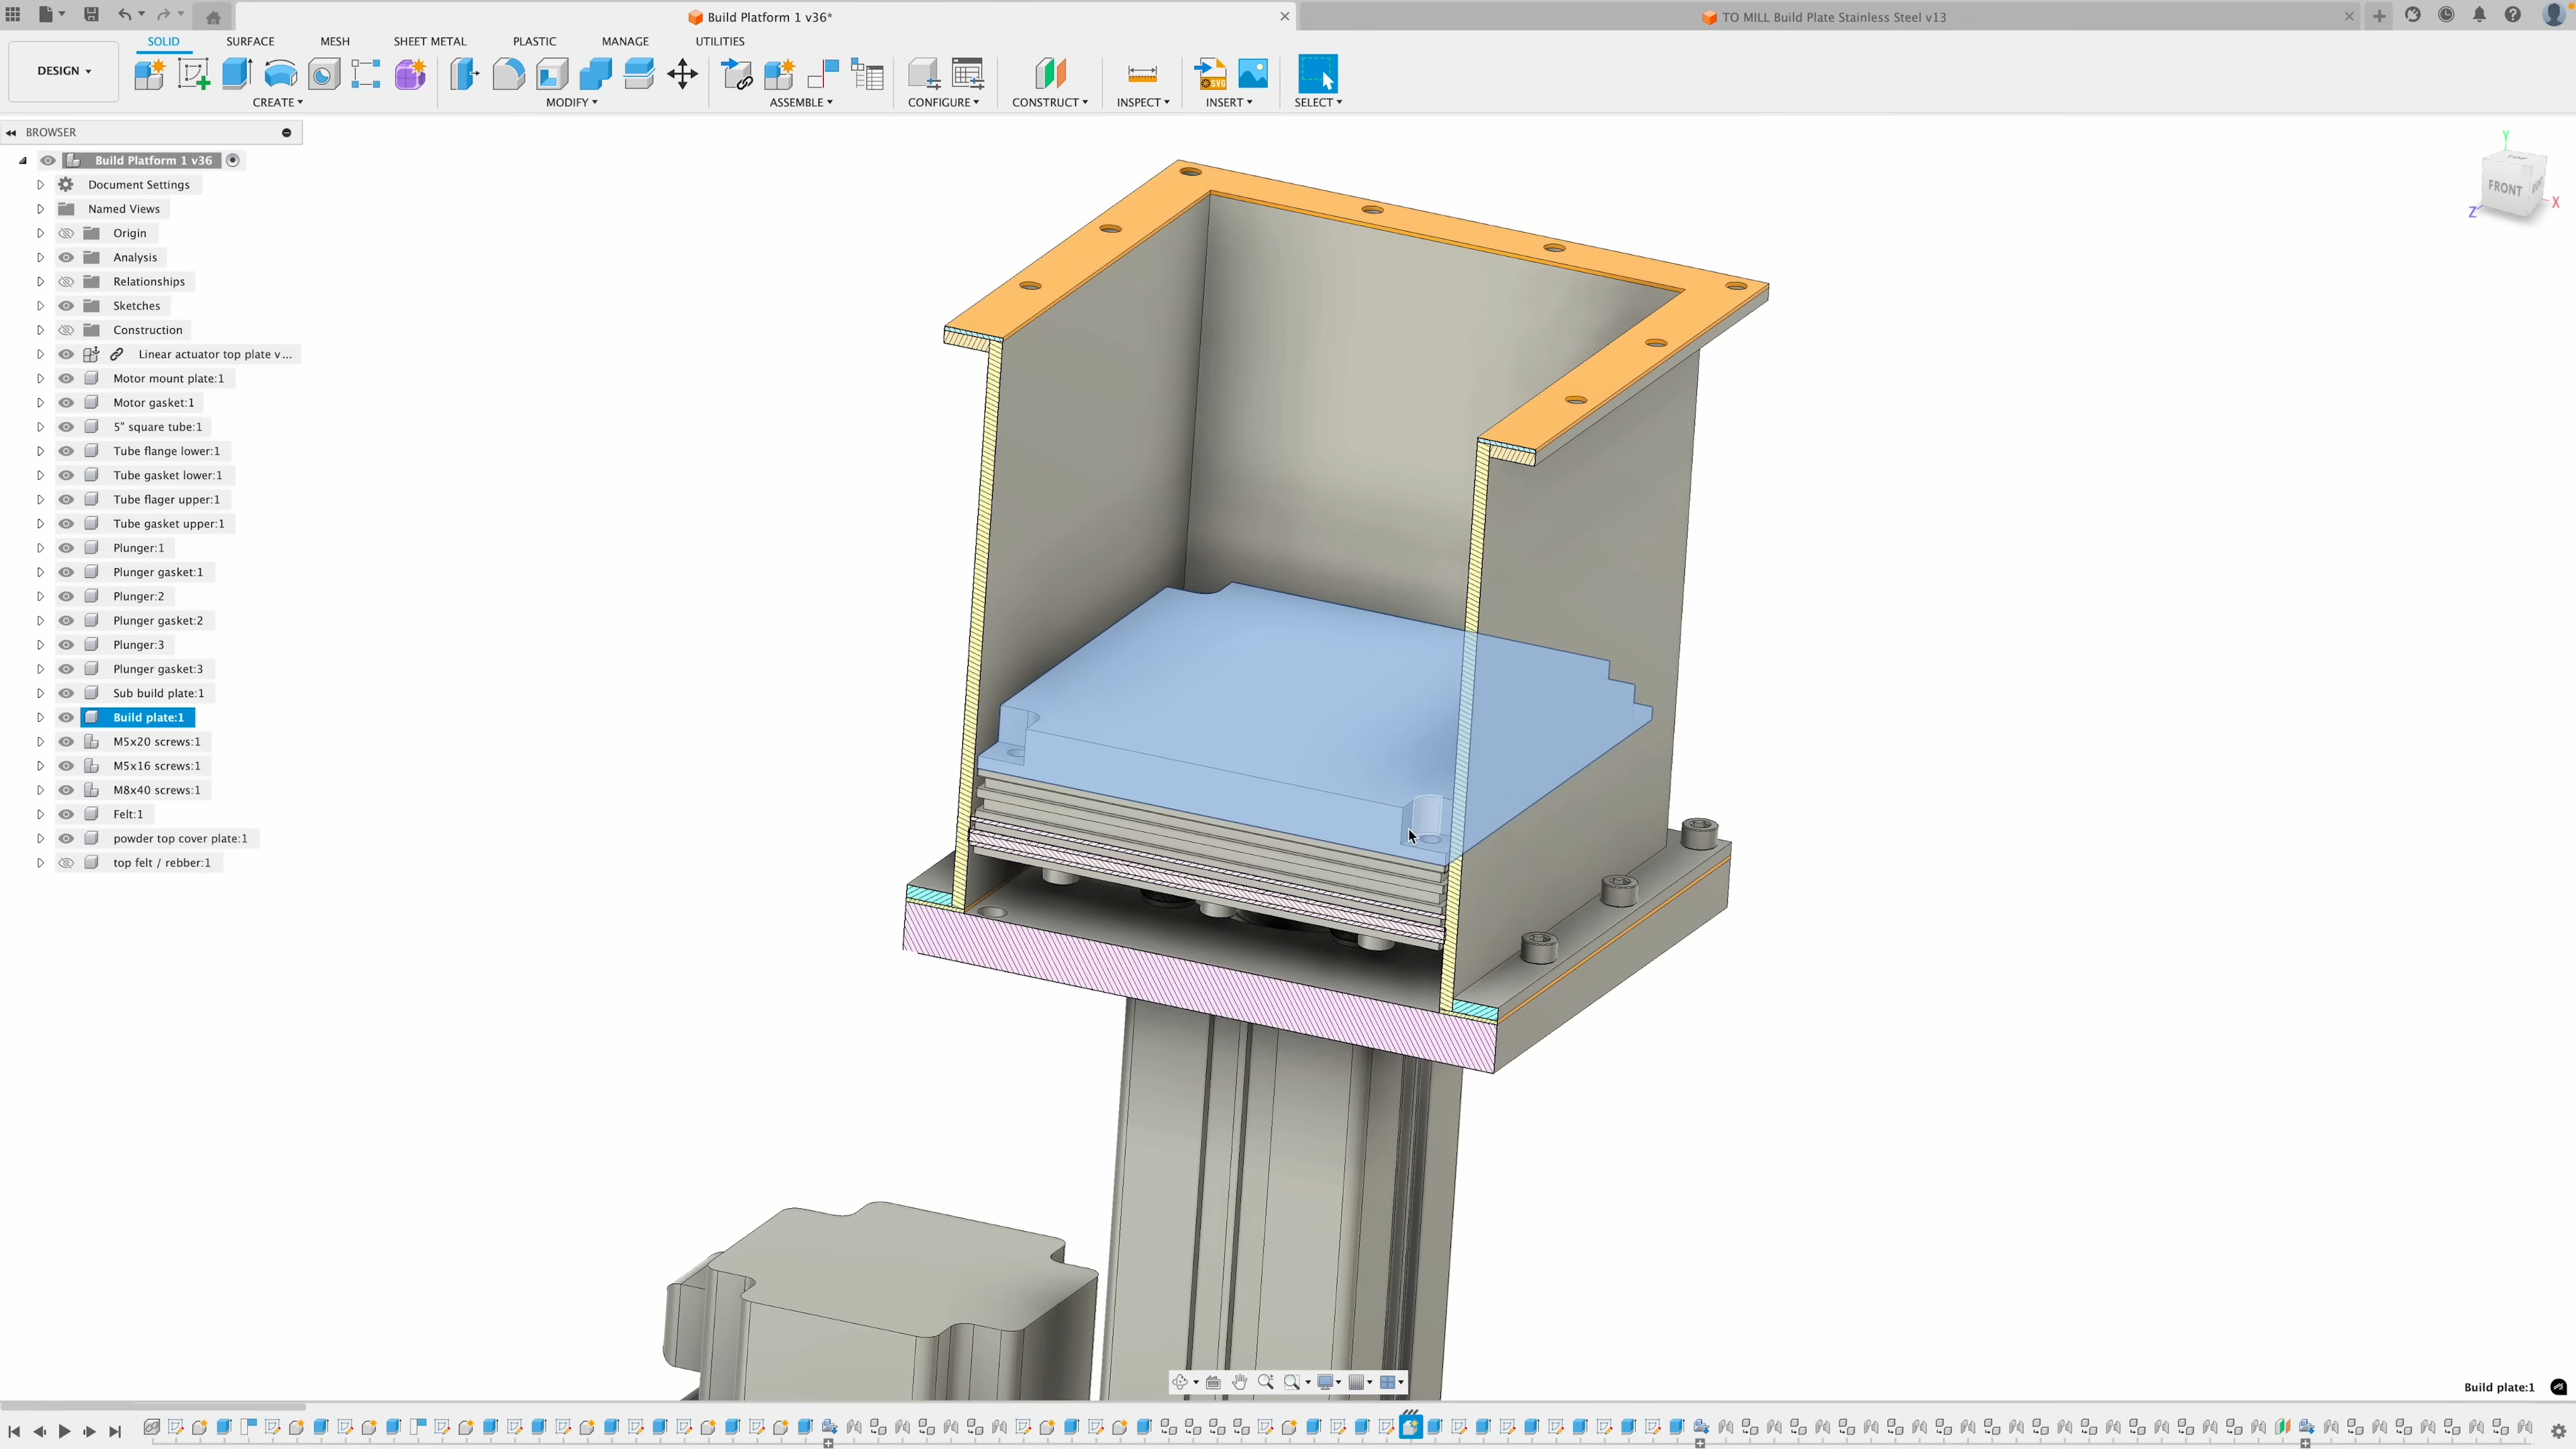 Build Platform 1 v36*
TO MILL Build Plate Stainless Steel v13
DESIGN
SOLID
SURFACE
MESH
SHEET METAL
PLASTIC
MANAGE
UTILITIES
CREATE
MODIFY
ASSEMBLE
CONFIGURE
CONSTRUCT
INSPECT
SVG
INSERT
SELECT
BROWSER
Build Platform 1 v36
Document Settings
Named Views
Origin
Analysis
Relationships
Sketches
Construction
Linear actuator top plate v...
Motor mount plate:1
Motor gasket:1
5" square tube:1
Tube flange lower:1
Tube gasket lower:1
Tube flager upper:1
Tube gasket upper:1
Plunger:1
Plunger gasket:1
Plunger:2
Plunger gasket:2
Plunger:3
Plunger gasket:3
Sub build plate:1
Build plate:1
M5x20 screws:1
M5x16 screws:1
M8x40 screws:1
Felt:1
powder top cover plate:1
top felt / rebber:1
Y
TOP
FRONT
RIGHT
X
Z
Build plate:1